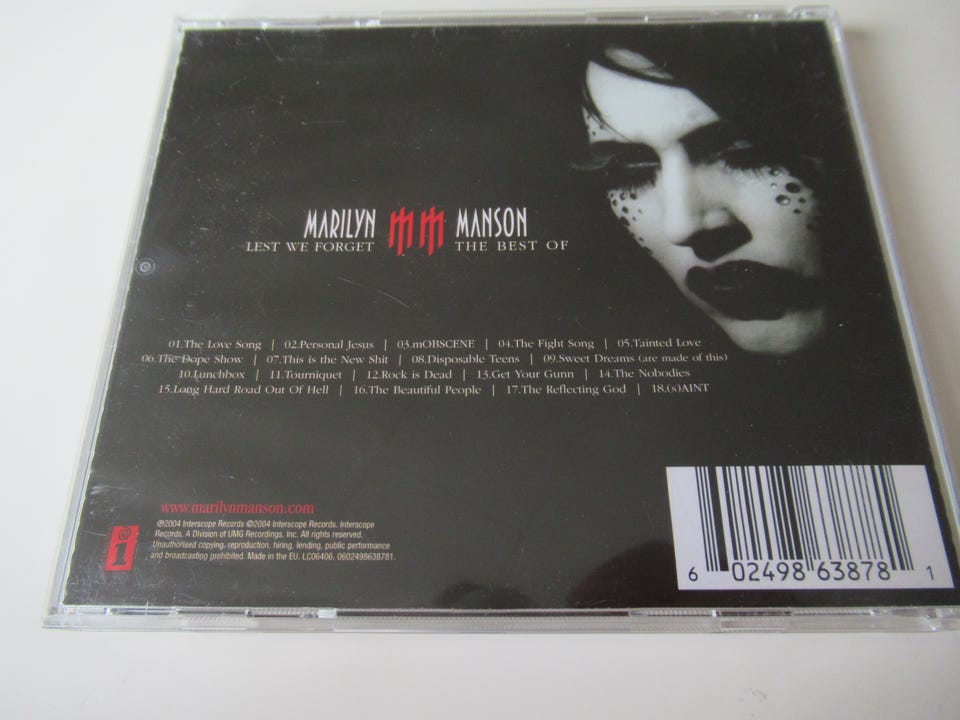 MARILYN MANSON
LEST WE FORGET THE BEST OF
01.The Love Song | 02.Personal Jesus | 03.mOBSCENE | 04.The Fight Song | 05.Tainted Love
06.The Dope Show | 07.This is the New Shit | 08.Disposable Teens | 09.Sweet Dreams (are made of this)
10.Lunchbox | 11.Tourniquet | 12.Rock is Dead | 13.Get Your Gunn | 14.The Nobodies
15.Long Hard Road Out Of Hell | 16.The Beautiful People | 17.The Reflecting God | 18.(s)AINT
www.marilynmanson.com
℗2004 Interscope Records ©2004 Interscope Records. Interscope
Records, A Division of UMG Recordings, Inc. All rights reserved.
Unauthorised copying, reproduction, hiring, lending, public performance
and broadcasting prohibited. Made in the EU. LC06406. 0602498638781.
i
6 02498 63878 1